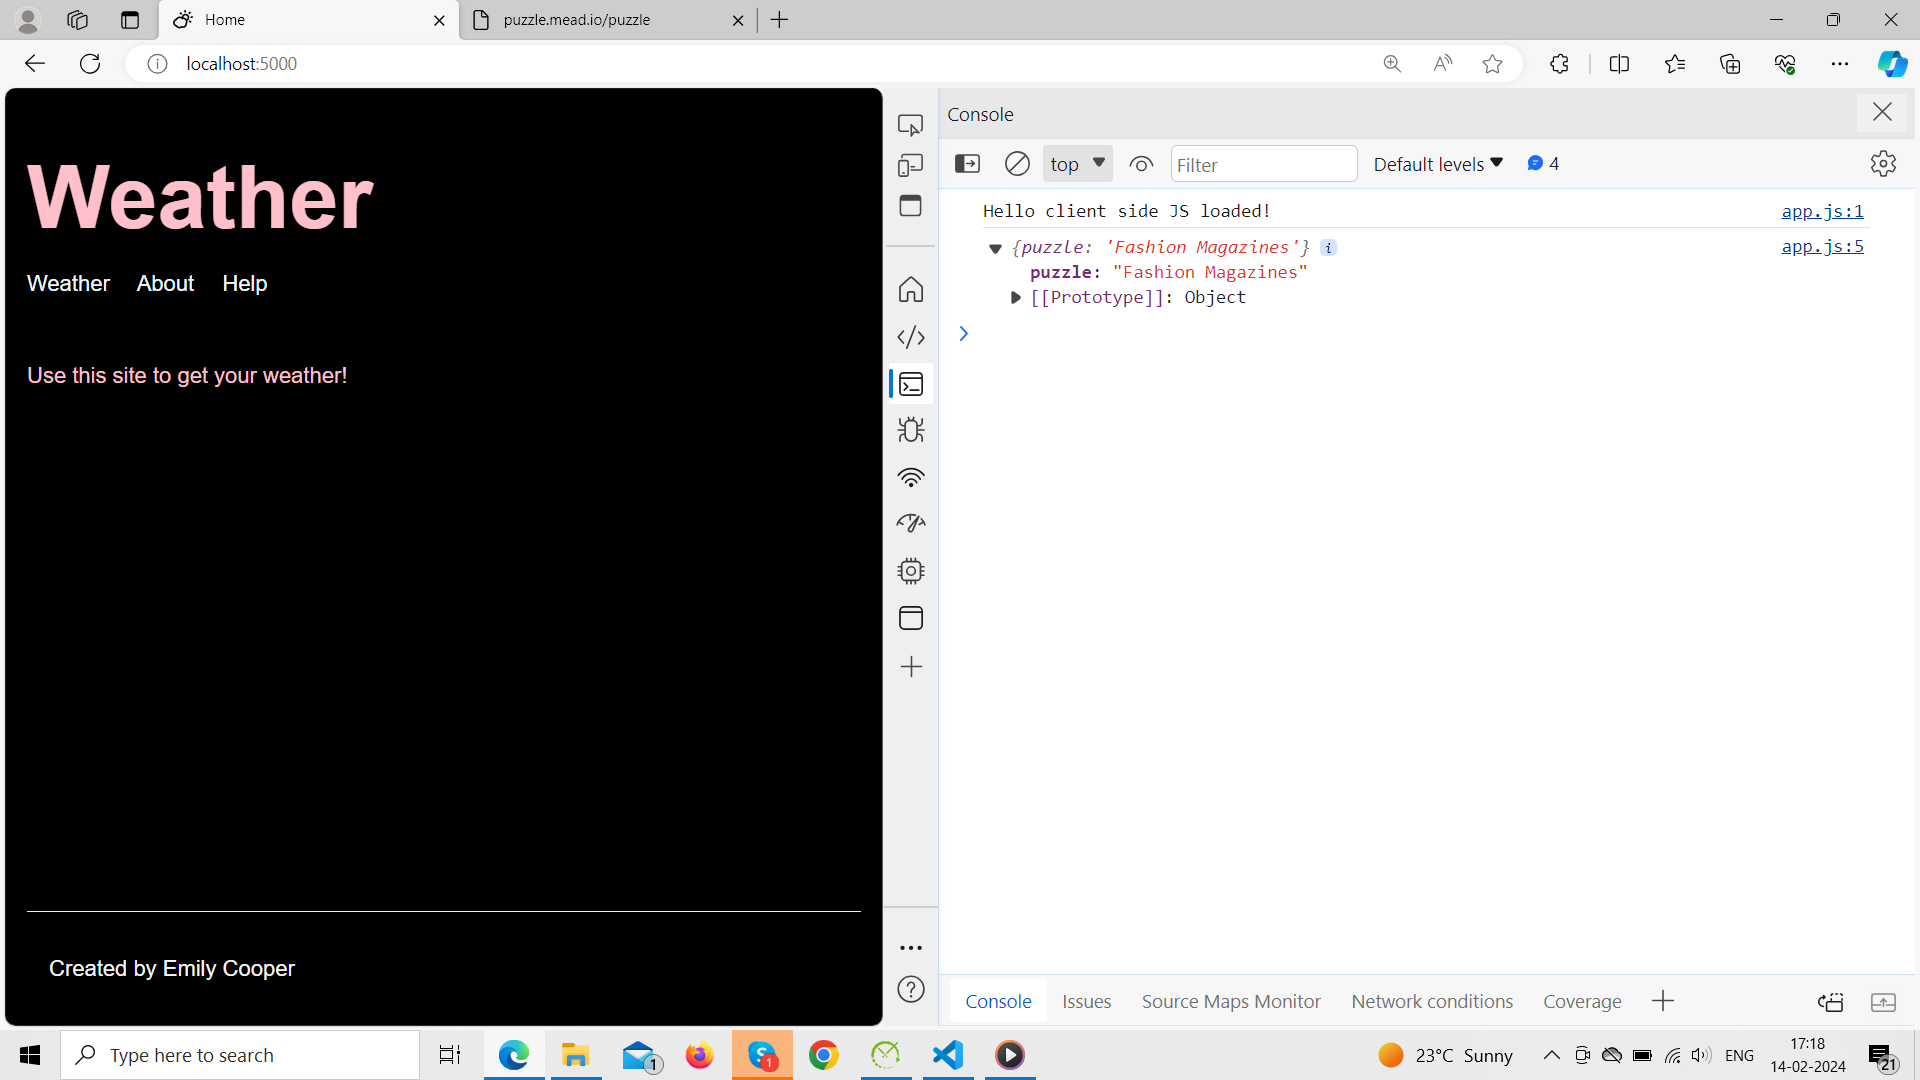 Home
puzzle.mead.io/puzzle
localhost:5000
Weather
Weather About Help
Use this site to get your weather!
Created by Emily Cooper
Console
top
Filter
Default levels
4
Hello client side JS loaded!
app.js:1
{puzzle: 'Fashion Magazines'} i
app.js:5
puzzle: "Fashion Magazines"
[[Prototype]]: Object
Console Issues Source Maps Monitor Network conditions Coverage
Type here to search
1
1
23°C Sunny
ENG
17:18
14-02-2024
21